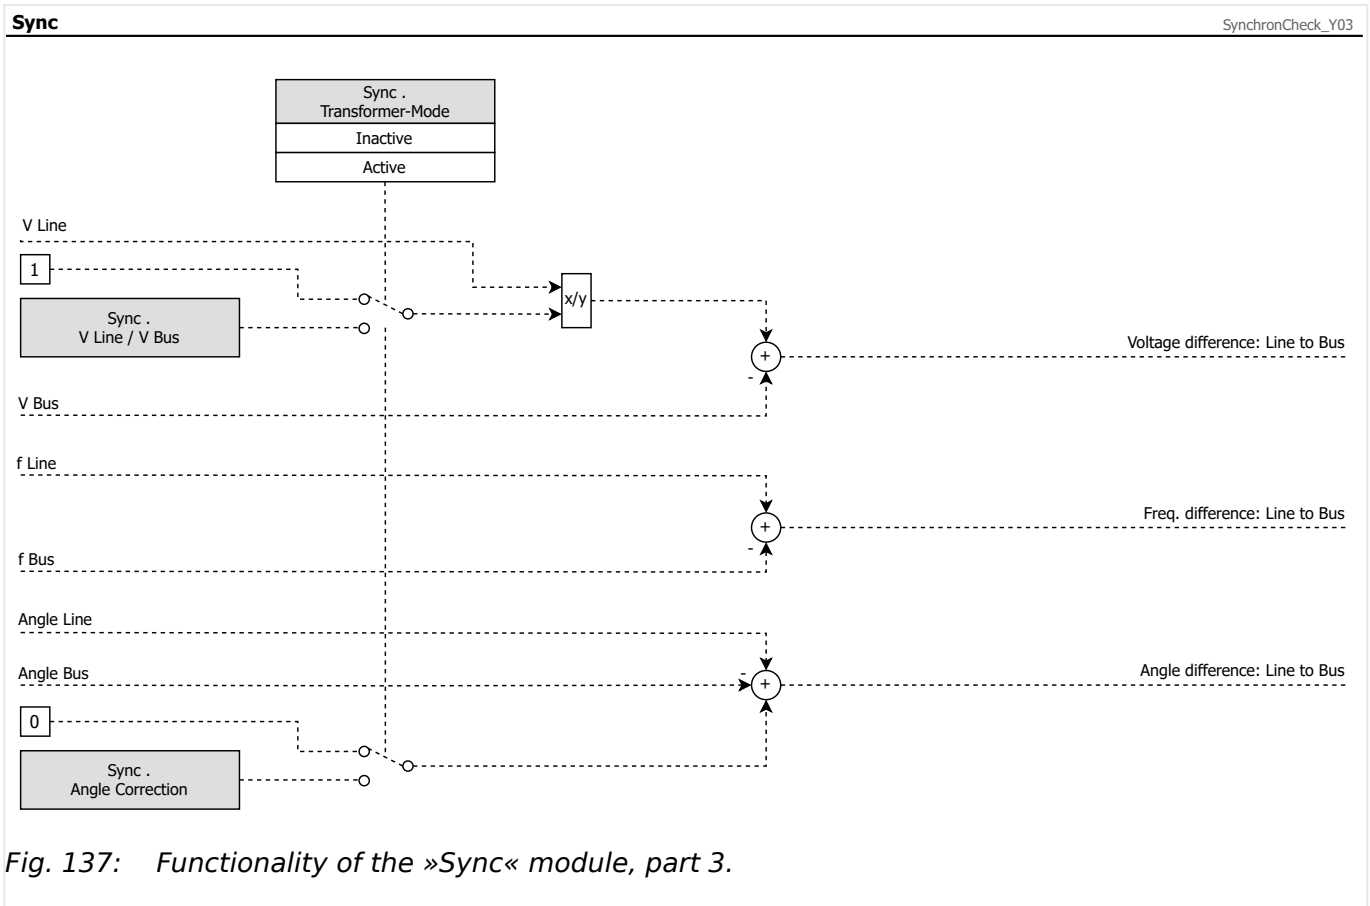 Sync
SynchronCheck_Y03
Sync .
Transformer-Mode
Inactive
Active
V Line
1
Sync .
V Line / V Bus
x/y
+
-
Voltage difference: Line to Bus
V Bus
f Line
+
-
Freq. difference: Line to Bus
f Bus
Angle Line
Angle Bus
-
+
Angle difference: Line to Bus
0
Sync .
Angle Correction
Fig. 137: Functionality of the »Sync« module, part 3.